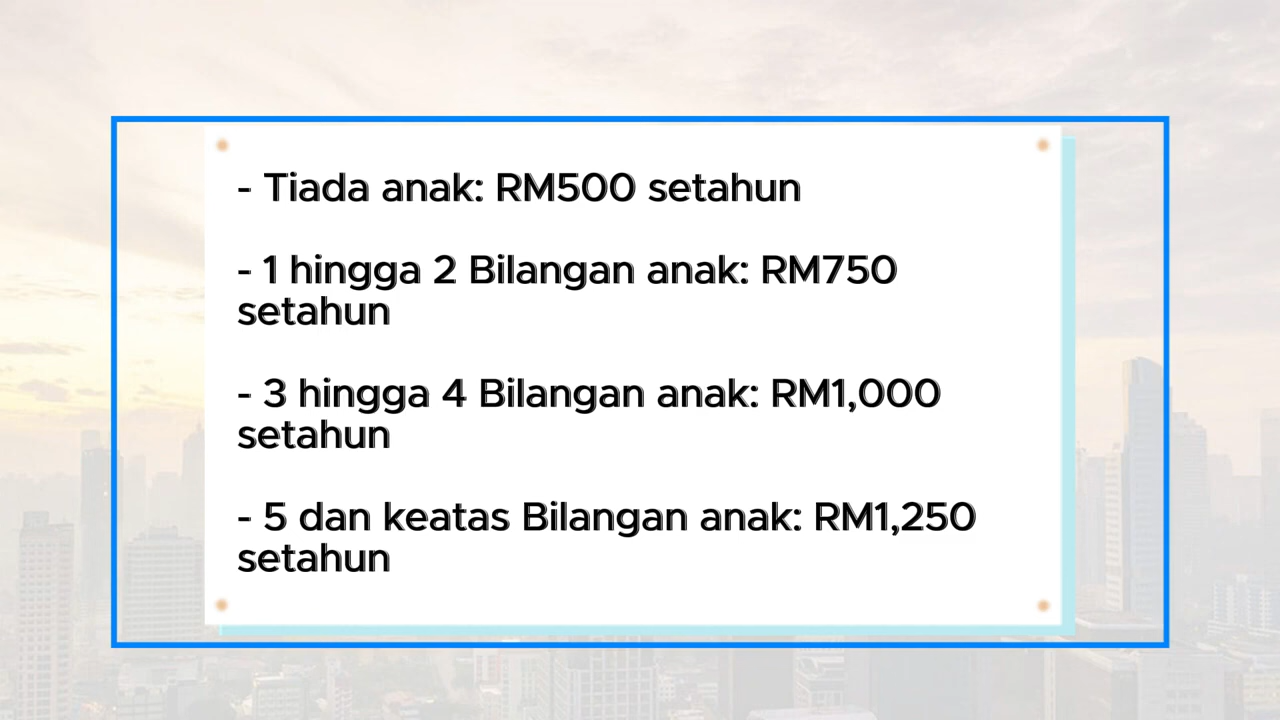 - Tiada anak: RM500 setahun
- 1 hingga 2 Bilangan anak: RM750
setahun
- 3 hingga 4 Bilangan anak: RM1,000
setahun
- 5 dan keatas Bilangan anak: RM1,250
setahun